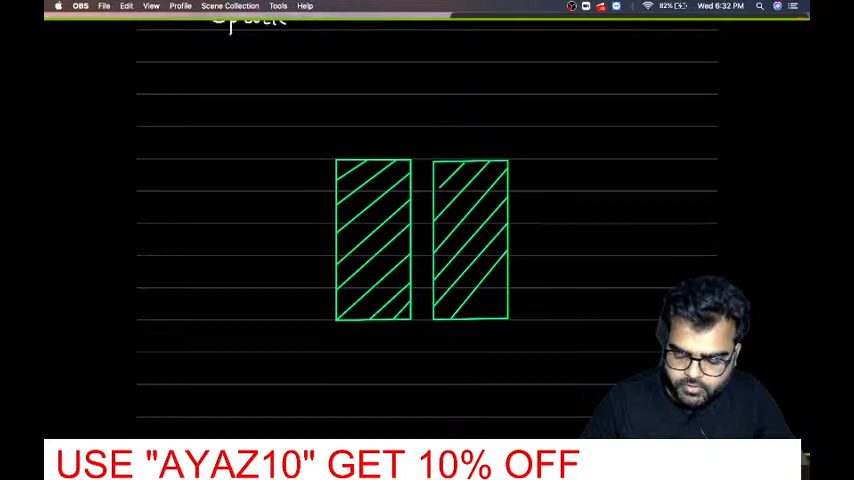 OBS File Edit View Profile Scene Collection Tools Help 82% Wed 6:32 PM
USE "AYAZ10" GET 10% OFF